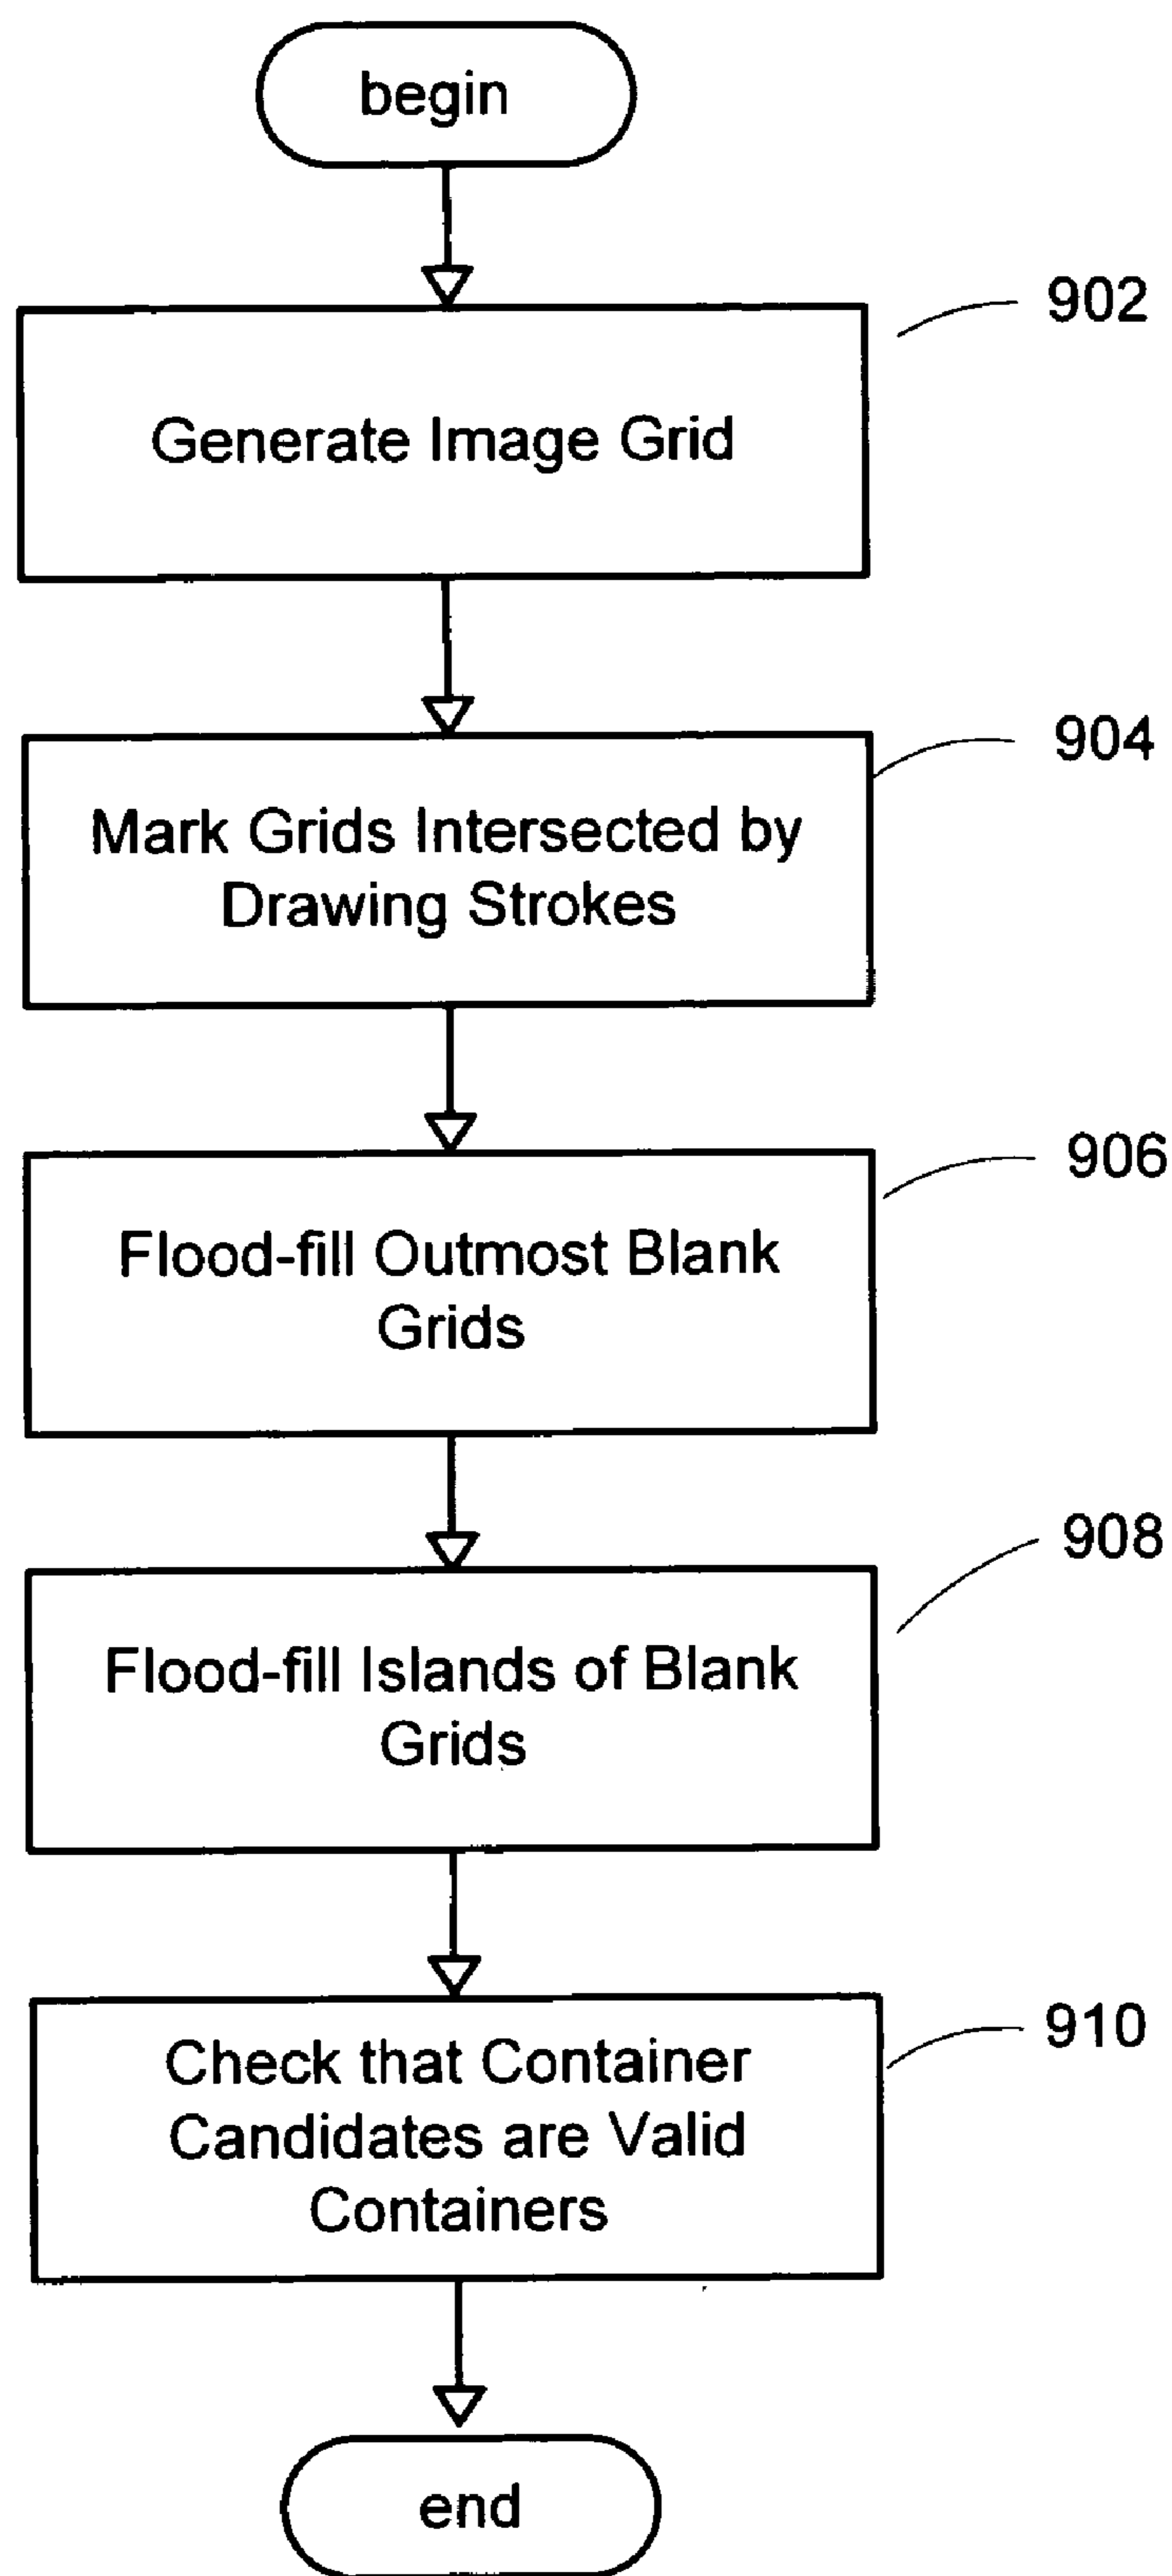 begin
902
Generate Image Grid
904
Mark Grids Intersected by
Drawing Strokes
906
Flood-fill Outmost Blank
Grids
908
Flood-fill Islands of Blank
Grids
910
Check that Container
Candidates are Valid
Containers
end